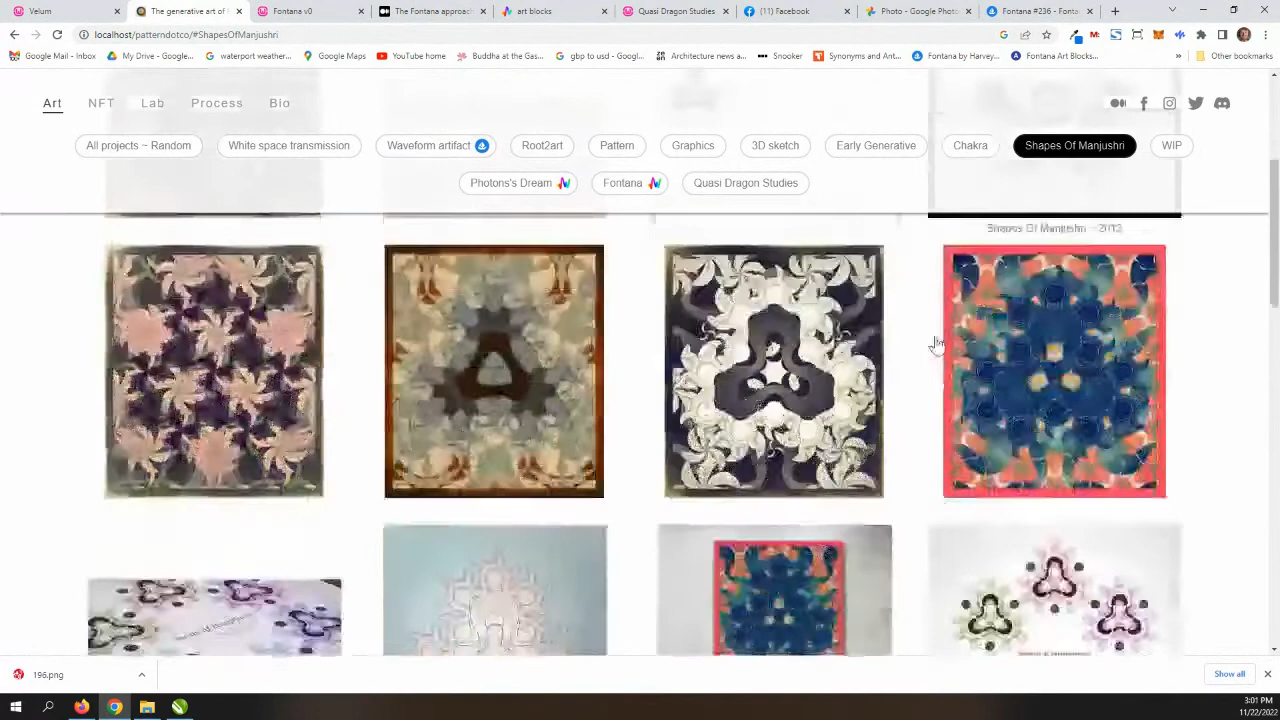 Velum
The generative art of
Fontana v0
The Fontana approac
art blocks
Quasi Dragon Studies
(11) Facebook
Photo - Google Photo
Fontana #236 - Fonta
localhost/patterndotco/#ShapesOfManjushri
Google Mail - Inbox
My Drive - Google...
weatherport weather...
Google Maps
YouTube home
Buddha at the Gu...
gbp to usd - Googl...
Architecture news a...
Snooker
Synonyms and Ant...
Fontana by Harvey...
Fontana Art Blocks...
»
Other bookmarks
Art NFT Lab Process Bio
All projects ~ Random
White space transmission
Waveform artifact
Root2art
Pattern
Graphics
3D sketch
Early Generative
Chakra
Shapes Of Manjushri
WIP
Photons's Dream
Fontana
Quasi Dragon Studies
Shapes Of Manjushri - 2012
196.png
Show all
3:01 PM
11/22/2022